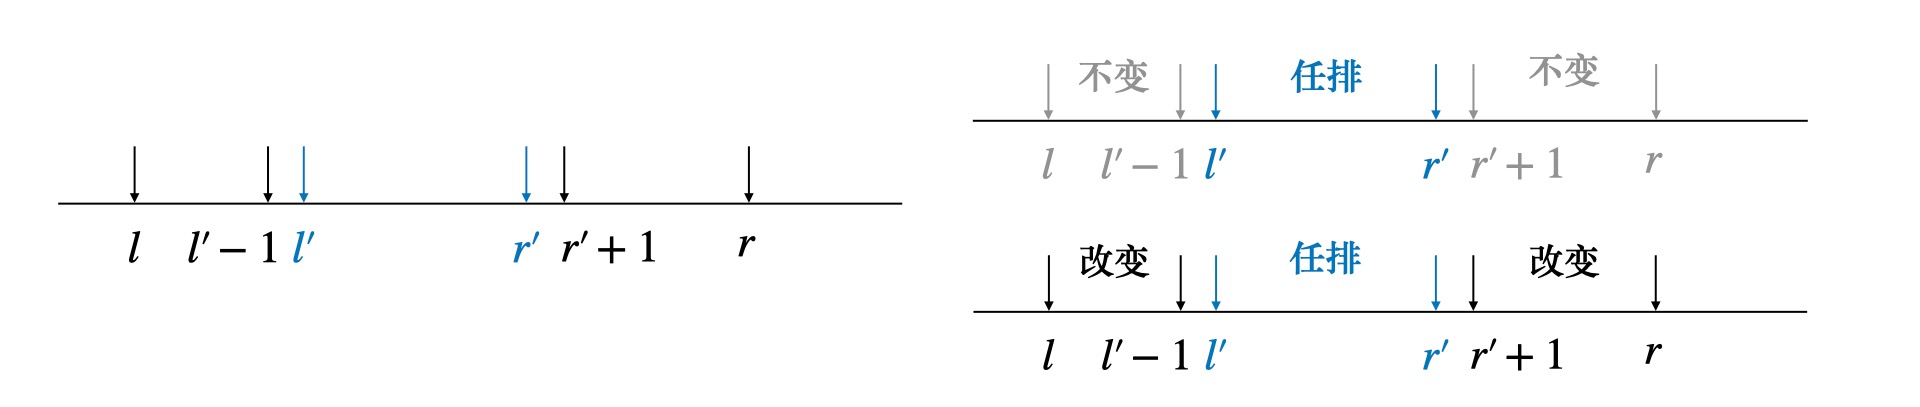 l l′ − 1 l′ r′ r′ + 1 r
不变 任排 不变
l l′ − 1 l′ r′ r′ + 1 r
改变 任排 改变
l l′ − 1 l′ r′ r′ + 1 r